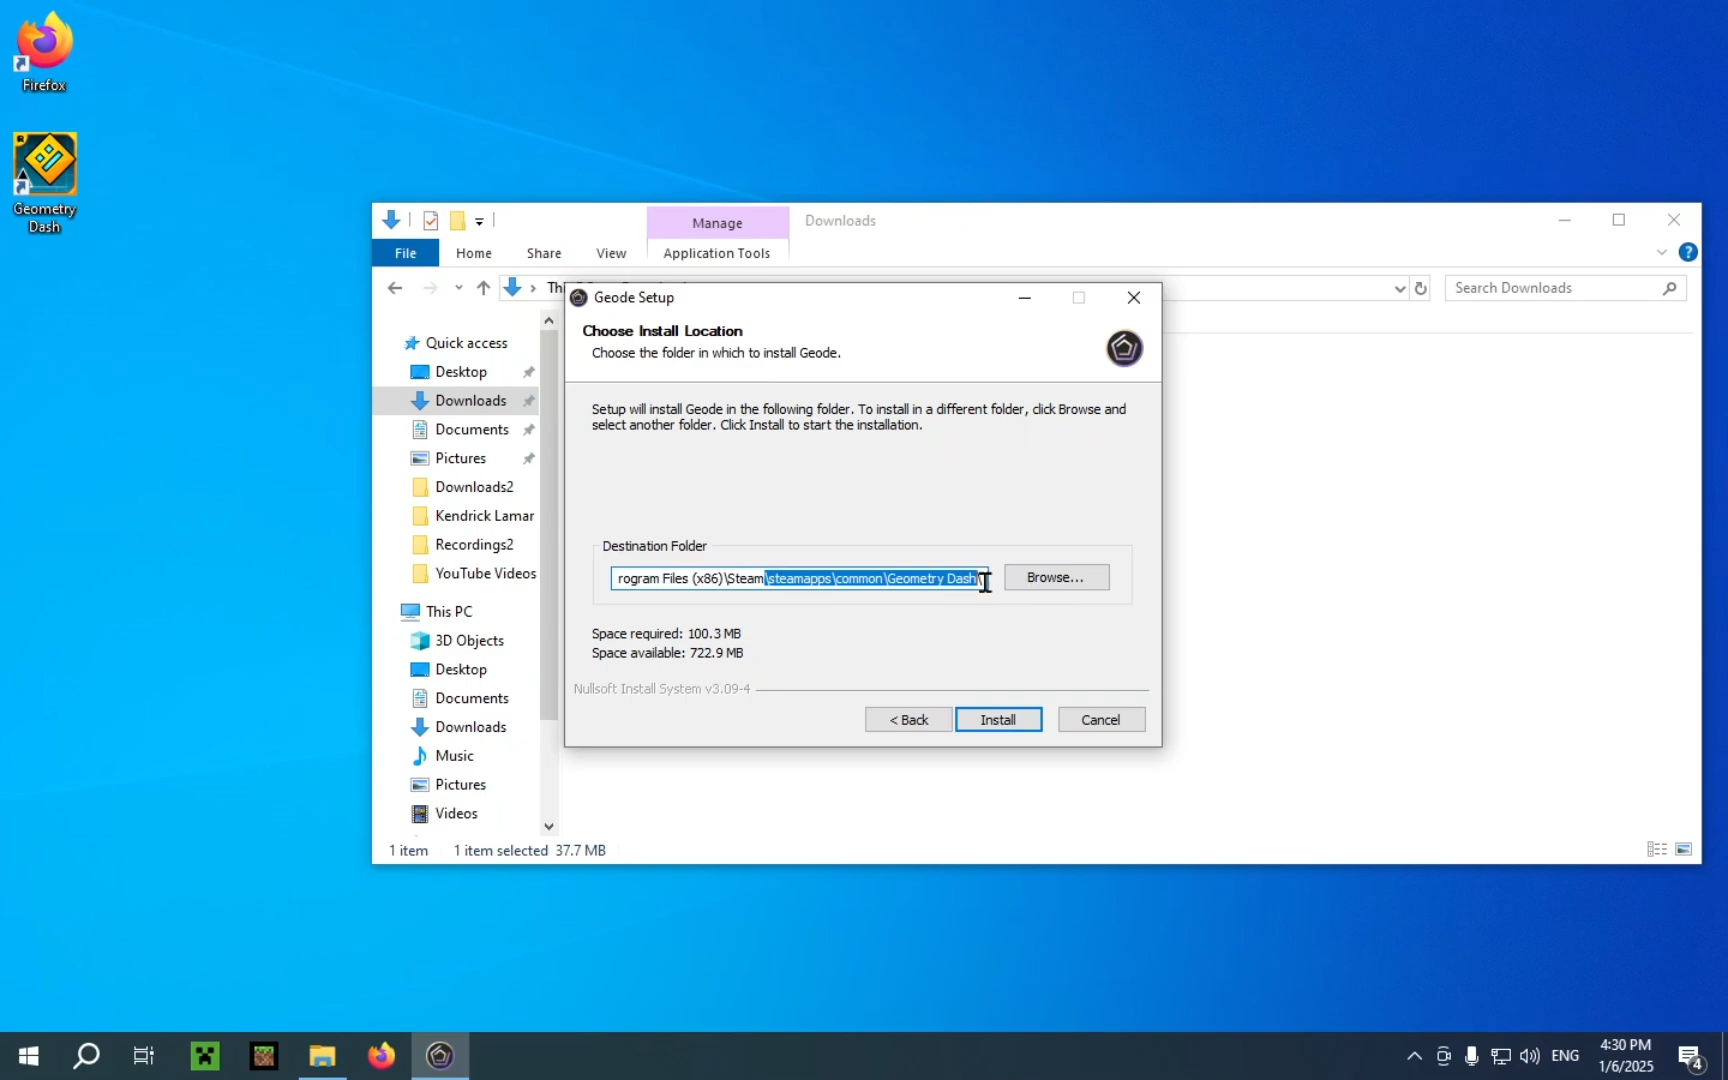 Firefox
Geometry
Dash
Manage
Downloads
File
Home
Share
View
Application Tools
Search Downloads
Quick access
Desktop
Downloads
Documents
Pictures
Downloads2
Kendrick Lamar
Recordings2
YouTube Videos
This PC
3D Objects
Desktop
Documents
Downloads
Music
Pictures
Videos
1 item
1 item selected 37.7 MB
Geode Setup
Choose Install Location
Choose the folder in which to install Geode.
Setup will install Geode in the following folder. To install in a different folder, click Browse and
select another folder. Click Install to start the installation.
Destination Folder
rogram Files (x86)\Steam\steamapps\common\Geometry Dash\
Browse...
Space required: 100.3 MB
Space available: 722.9 MB
Nullsoft Install System v3.09-4
< Back
Install
Cancel
ENG
4:30 PM
1/6/2025
4